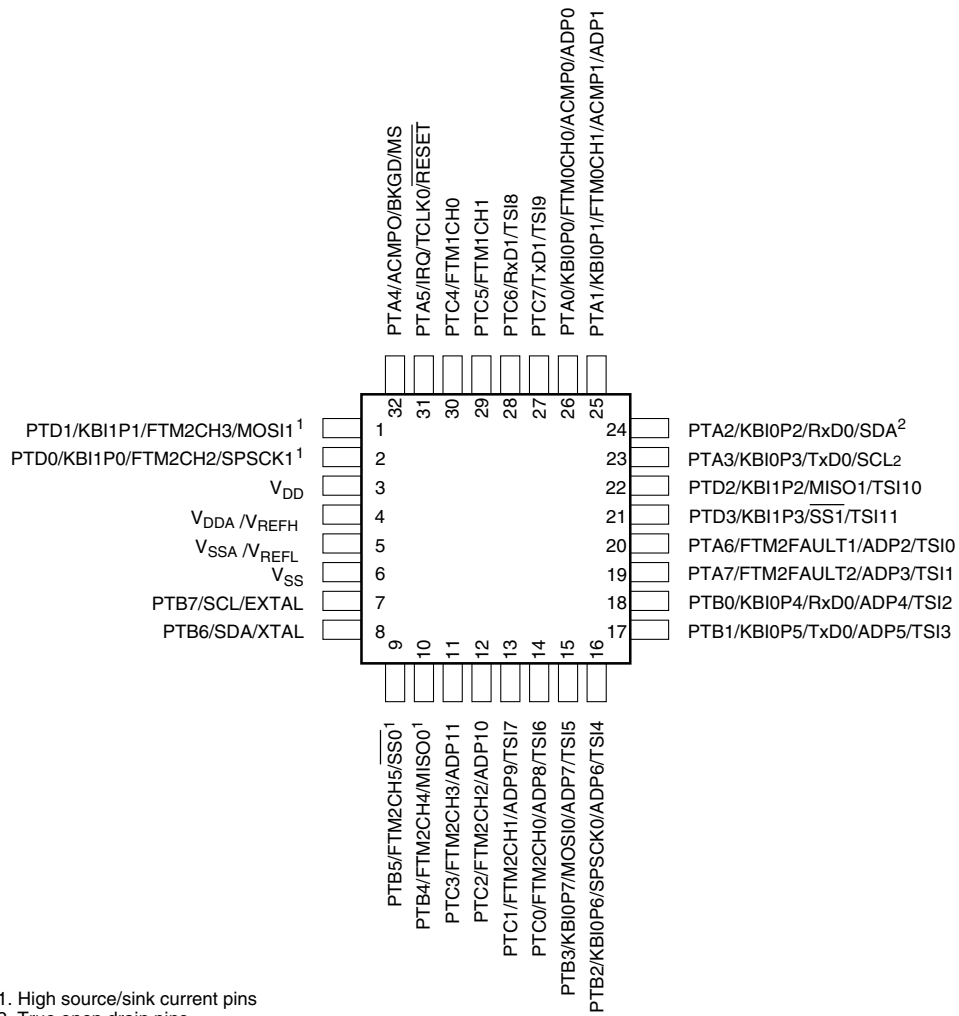 PTA4/ACMPO/BKGD/MS
PTA5/IRQ/TCLK0/RESET
PTC4/FTM1CH0
PTC5/FTM1CH1
PTC6/RxD1/TSI8
PTC7/TxD1/TSI9
PTA0/KBI0P0/FTM0CH0/ACMP0/ADP0
PTA1/KBI0P1/FTM0CH1/ACMP1/ADP1
32
31
30
29
28
27
26
25
PTD1/KBI1P1/FTM2CH3/MOSI1¹
1
PTD0/KBI1P0/FTM2CH2/SPSCK1¹
2
VDD
3
VDDA /VREFH
4
VSSA /VREFL
5
VSS
6
PTB7/SCL/EXTAL
7
PTB6/SDA/XTAL
8
24
PTA2/KBI0P2/RxD0/SDA²
23
PTA3/KBI0P3/TxD0/SCL2
22
PTD2/KBI1P2/MISO1/TSI10
21
PTD3/KBI1P3/SS1/TSI11
20
PTA6/FTM2FAULT1/ADP2/TSI0
19
PTA7/FTM2FAULT2/ADP3/TSI1
18
PTB0/KBI0P4/RxD0/ADP4/TSI2
17
PTB1/KBI0P5/TxD0/ADP5/TSI3
9
10
11
12
13
14
15
16
PTB5/FTM2CH5/SS0¹
PTB4/FTM2CH4/MISO0¹
PTC3/FTM2CH3/ADP11
PTC2/FTM2CH2/ADP10
PTC1/FTM2CH1/ADP9/TSI7
PTC0/FTM2CH0/ADP8/TSI6
PTB3/KBI0P7/MOSI0/ADP7/TSI5
PTB2/KBI0P6/SPSCK0/ADP6/TSI4
1. High source/sink current pins
2. True open drain pins